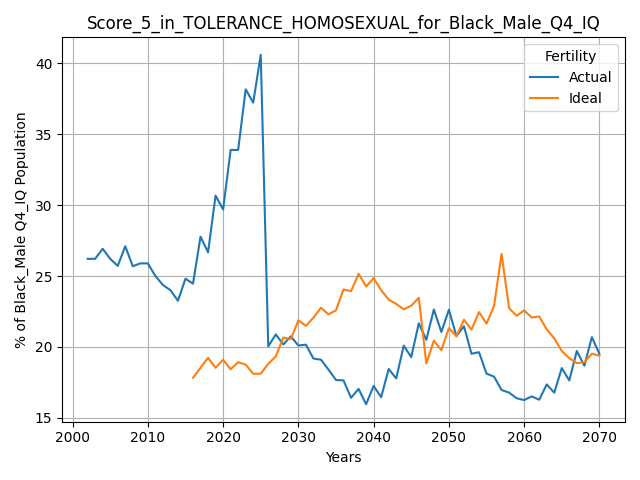 Score_5_in_TOLERANCE_HOMOSEXUAL_for_Black_Male_Q4_IQ
Fertility
Actual
Ideal
% of Black_Male Q4_IQ Population
40
35
30
25
20
15
2000 2010 2020 2030 2040 2050 2060 2070
Years